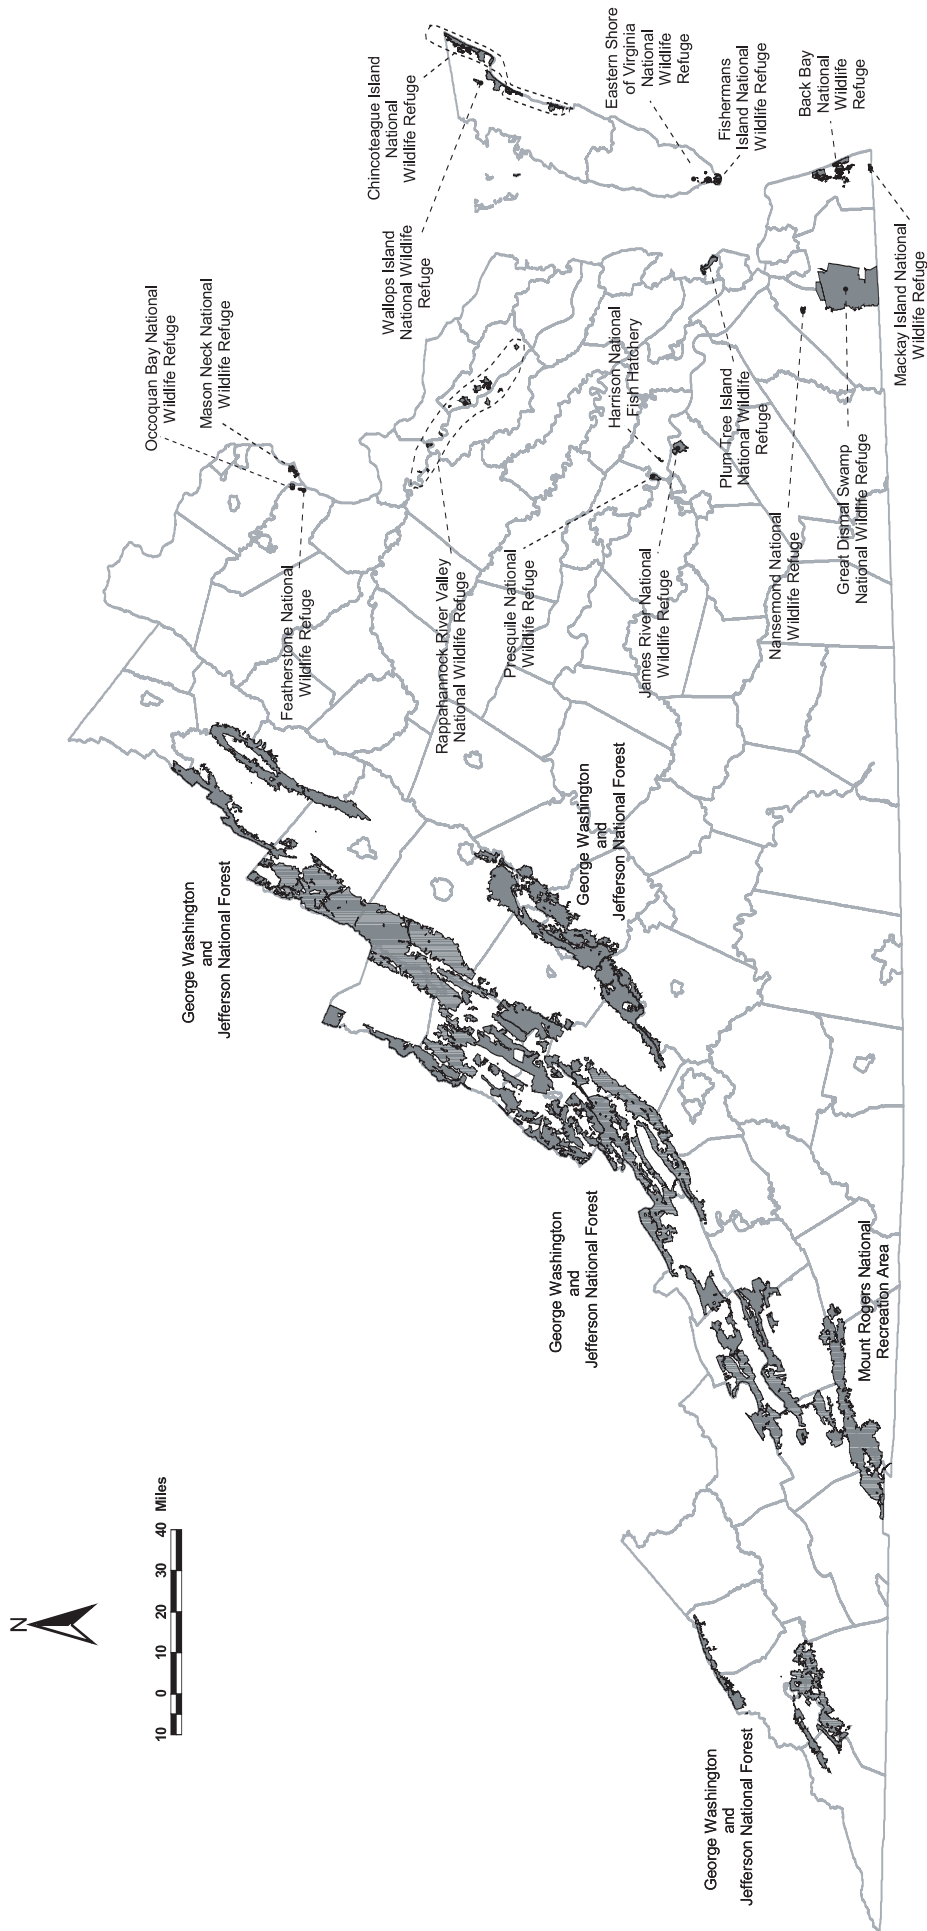 N
10 0 10 20 30 40 Miles
George Washington
and
Jefferson National Forest
George Washington
and
Jefferson National Forest
George Washington
and
Jefferson National Forest
George Washington
and
Jefferson National Forest
Mount Rogers National
Recreation Area
Occoquan Bay National
Wildlife Refuge
Mason Neck National
Wildlife Refuge
Featherstone National
Wildlife Refuge
Rappahannock River Valley
National Wildlife Refuge
Presquile National
Wildlife Refuge
James River National
Wildlife Refuge
Harrison National
Fish Hatchery
Plum Tree Island
National Wildlife
Refuge
Nansemond National
Wildlife Refuge
Great Dismal Swamp
National Wildlife Refuge
Wallops Island
National Wildlife
Refuge
Chincoteague Island
National
Wildlife Refuge
Eastern Shore
of Virginia
National
Wildlife
Refuge
Fishermans
Island National
Wildlife Refuge
Back Bay
National
Wildlife
Refuge
Mackay Island National
Wildlife Refuge